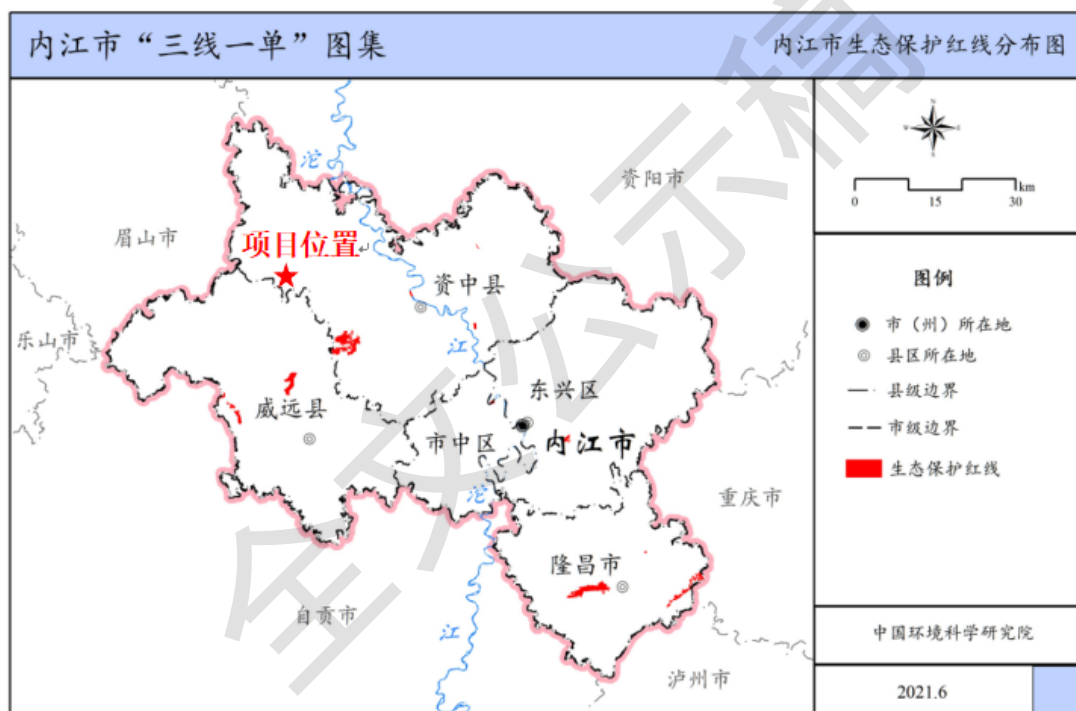 内江市“三线一单”图集
内江市生态保护红线分布图
N
W
E
S
0
15
30
km
沱
资阳市
眉山市
项目位置
资中县
乐山市
江
东兴区
威远县
市中区
内江市
沱
重庆市
隆昌市
自贡市
江
泸州市
图例
市（州）所在地
县区所在地
县级边界
市级边界
生态保护红线
中国环境科学研究院
2021.6
全文公示稿